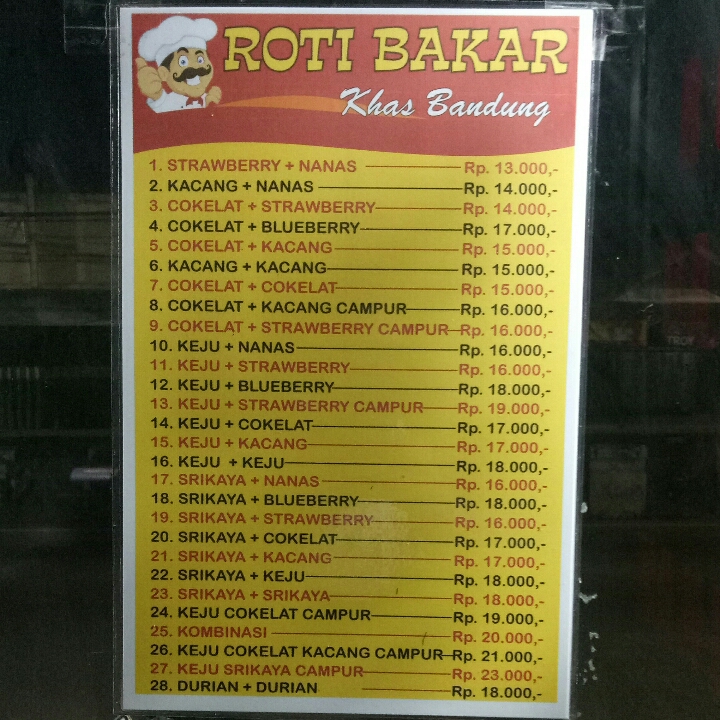 ROTI BAKAR
Khas Bandung
1. STRAWBERRY + NANAS Rp. 13.000,-
2. KACANG + NANAS Rp. 14.000,-
3. COKELAT + STRAWBERRY Rp. 14.000,-
4. COKELAT + BLUEBERRY Rp. 17.000,-
5. COKELAT + KACANG Rp. 15.000,-
6. KACANG + KACANG Rp. 15.000,-
7. COKELAT + COKELAT Rp. 15.000,-
8. COKELAT + KACANG CAMPUR Rp. 16.000,-
9. COKELAT + STRAWBERRY CAMPUR Rp. 16.000,-
10. KEJU + NANAS Rp. 16.000,-
11. KEJU + STRAWBERRY Rp. 16.000,-
12. KEJU + BLUEBERRY Rp. 18.000,-
13. KEJU + STRAWBERRY CAMPUR Rp. 19.000,-
14. KEJU + COKELAT Rp. 17.000,-
15. KEJU + KACANG Rp. 17.000,-
16. KEJU + KEJU Rp. 18.000,-
17. SRIKAYA + NANAS Rp. 16.000,-
18. SRIKAYA + BLUEBERRY Rp. 18.000,-
19. SRIKAYA + STRAWBERRY Rp. 16.000,-
20. SRIKAYA + COKELAT Rp. 17.000,-
21. SRIKAYA + KACANG Rp. 17.000,-
22. SRIKAYA + KEJU Rp. 18.000,-
23. SRIKAYA + SRIKAYA Rp. 18.000,-
24. KEJU COKELAT CAMPUR Rp. 19.000,-
25. KOMBINASI Rp. 20.000,-
26. KEJU COKELAT KACANG CAMPUR Rp. 21.000,-
27. KEJU SRIKAYA CAMPUR Rp. 23.000,-
28. DURIAN + DURIAN Rp. 18.000,-
TROY